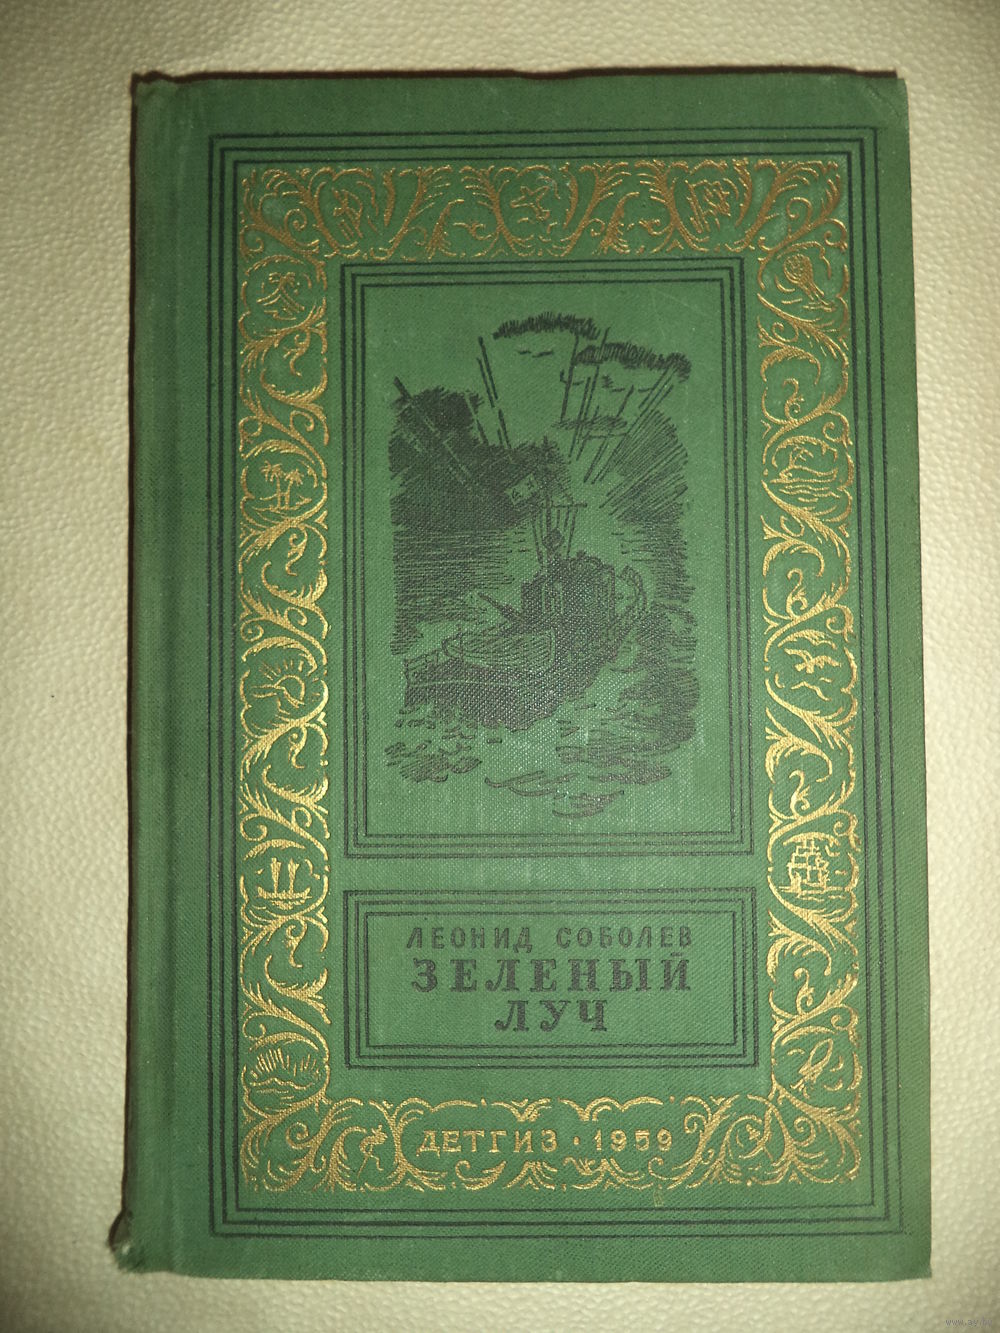 ЛЕОНИД СОБОЛЕВ
ЗЕЛЕНЫЙ
ЛУЧ
ДЕТГИЗ · 1959